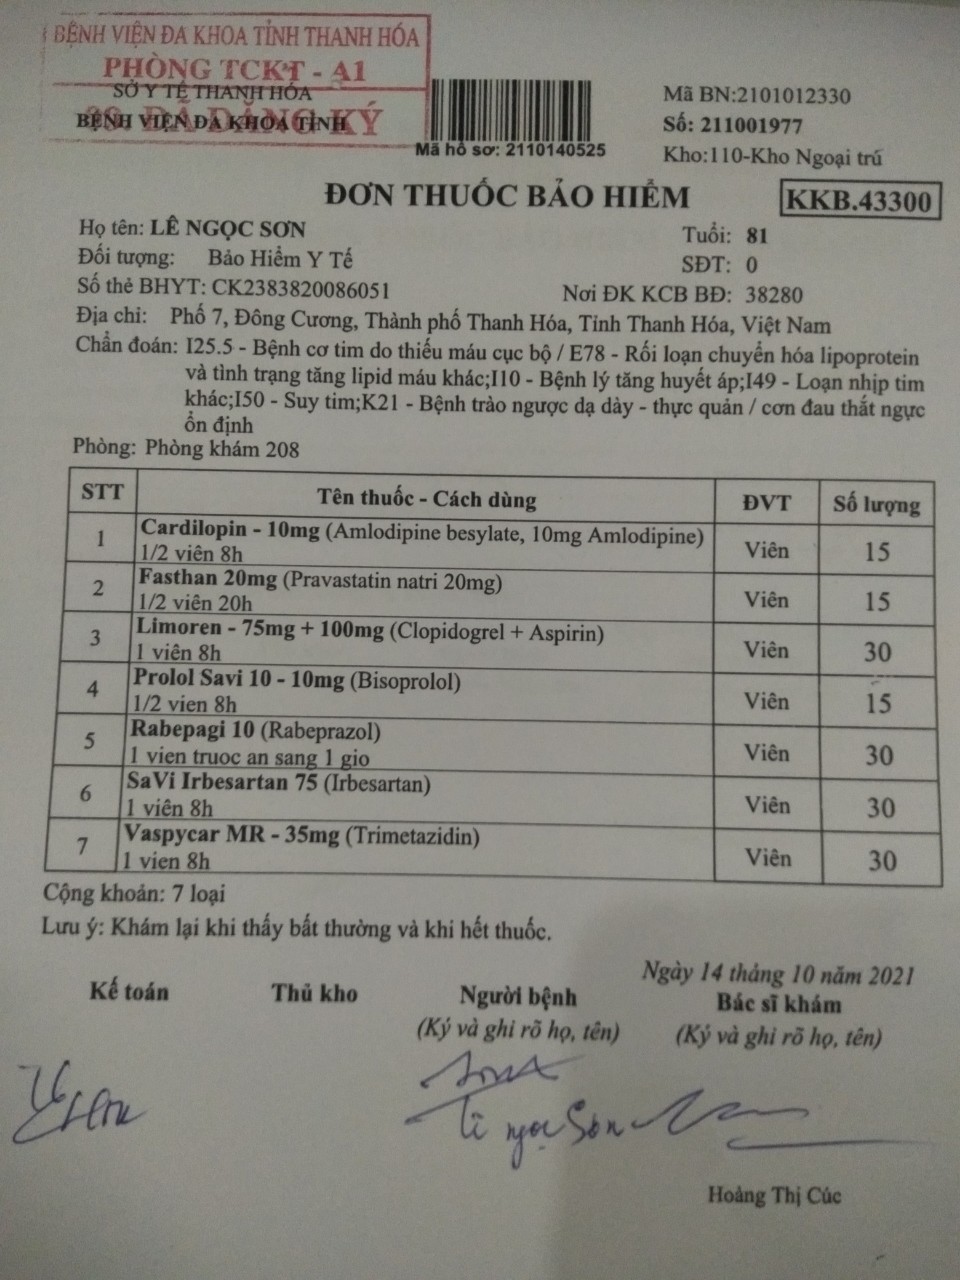 BỆNH VIỆN ĐA KHOA TỈNH THANH HÓA
PHÒNG TCKT - A1
SỞ Y TẾ THANH HÓA
ĐÃ ĐĂNG KÝ
BỆNH VIỆN ĐA KHOA TỈNH
Mã hồ sơ: 2110140525
Mã BN:2101012330
Số: 211001977
Kho:110-Kho Ngoại trú
ĐƠN THUỐC BẢO HIỂM
KKB.43300
Họ tên: LÊ NGỌC SƠN
Tuổi: 81
Đối tượng: Bảo Hiểm Y Tế
SĐT: 0
Số thẻ BHYT: CK2383820086051
Nơi ĐK KCB BĐ: 38280
Địa chỉ: Phố 7, Đông Cương, Thành phố Thanh Hóa, Tỉnh Thanh Hóa, Việt Nam
Chẩn đoán: I25.5 - Bệnh cơ tim do thiếu máu cục bộ / E78 - Rối loạn chuyển hóa lipoprotein
và tình trạng tăng lipid máu khác;I10 - Bệnh lý tăng huyết áp;I49 - Loạn nhịp tim
khác;I50 - Suy tim;K21 - Bệnh trào ngược dạ dày - thực quản / cơn đau thắt ngực
ổn định
Phòng: Phòng khám 208
STT Tên thuốc - Cách dùng ĐVT Số lượng
1 Cardilopin - 10mg (Amlodipine besylate, 10mg Amlodipine) Viên 15
1/2 viên 8h
2 Fasthan 20mg (Pravastatin natri 20mg) Viên 15
1/2 viên 20h
3 Limoren - 75mg + 100mg (Clopidogrel + Aspirin) Viên 30
1 viên 8h
4 Prolol Savi 10 - 10mg (Bisoprolol) Viên 15
1/2 vien 8h
5 Rabepagi 10 (Rabeprazol) Viên 30
1 vien truoc an sang 1 gio
6 SaVi Irbesartan 75 (Irbesartan) Viên 30
1 viên 8h
7 Vaspycar MR - 35mg (Trimetazidin) Viên 30
1 vien 8h
Cộng khoản: 7 loại
Lưu ý: Khám lại khi thấy bất thường và khi hết thuốc.
Ngày 14 tháng 10 năm 2021
Kế toán Thủ kho Người bệnh Bác sĩ khám
(Ký và ghi rõ họ, tên) (Ký và ghi rõ họ, tên)
Lê ngọc Sơn
Hoàng Thị Cúc